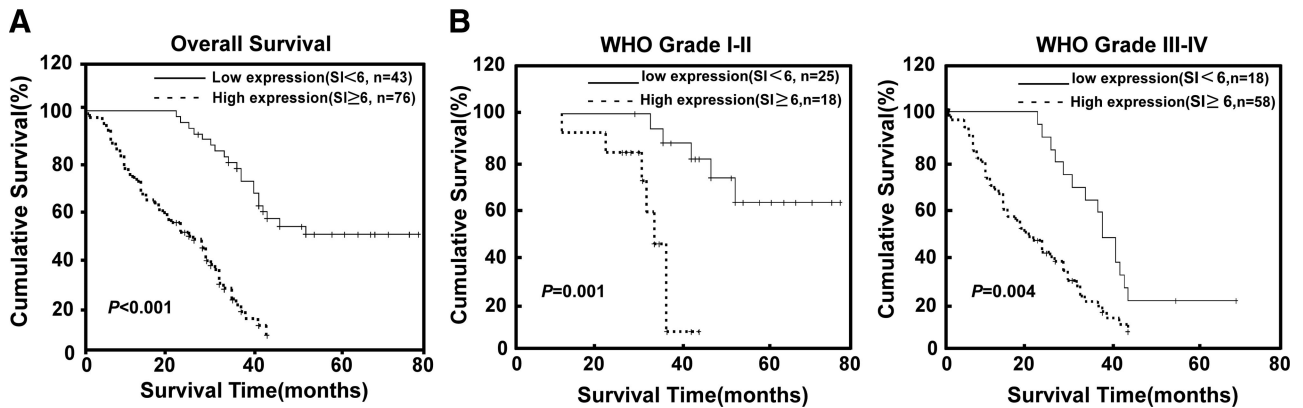 A
Overall Survival
Low expression(SI<6, n=43)
High expression(SI≥6, n=76)
Cumulative Survival(%)
120
100
80
60
40
20
0
P<0.001
0
20
40
60
80
Survival Time(months)
B
WHO Grade I-II
low expression(SI<6, n=25)
High expression(SI≥6,n=18)
Cumulative Survival(%)
120
100
80
60
40
20
0
P=0.001
20
40
60
80
Survival Time(months)
WHO Grade III-IV
low expression(SI<6,n=18)
High expression(SI≥6,n=58)
Cumulative Survival(%)
120
100
80
60
40
20
0
P=0.004
0
20
40
60
80
Survival Time(months)